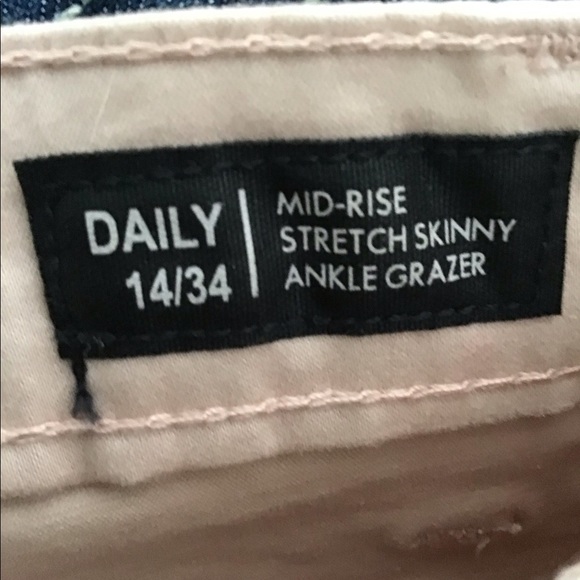 DAILY
14/34
MID-RISE
STRETCH SKINNY
ANKLE GRAZER